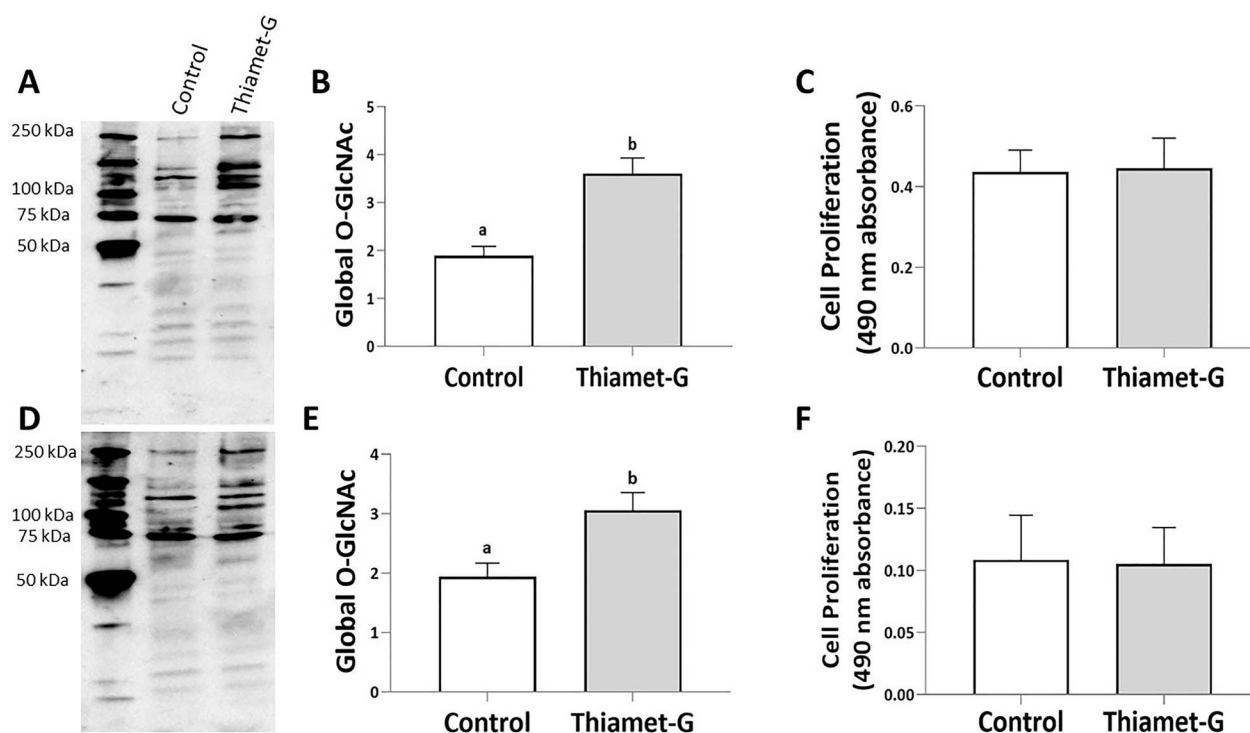 A
Control
Thiamet-G
250 kDa
100 kDa
75 kDa
50 kDa
B
Global O-GlcNAc
5
4
3
2
1
0
a
b
Control
Thiamet-G
C
Cell Proliferation
(490 nm absorbance)
0.6
0.4
0.2
0.0
Control
Thiamet-G
D
250 kDa
100 kDa
75 kDa
50 kDa
E
Global O-GlcNAc
4
3
2
1
0
a
b
Control
Thiamet-G
F
Cell Proliferation
(490 nm absorbance)
0.20
0.15
0.10
0.05
0.00
Control
Thiamet-G